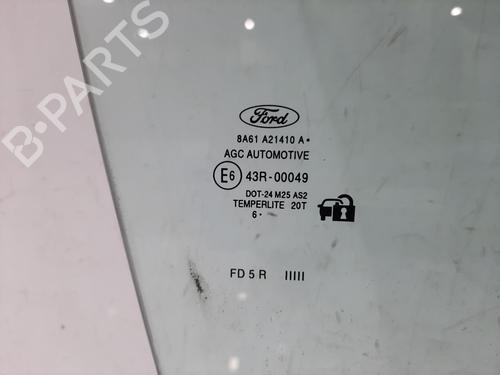 B-PARTS
Ford
8A61 A21410 A•
AGC AUTOMOTIVE
E6 43R-00049
DOT-24 M25 AS2
TEMPERLITE 20T
6•
FD 5 R IIIII